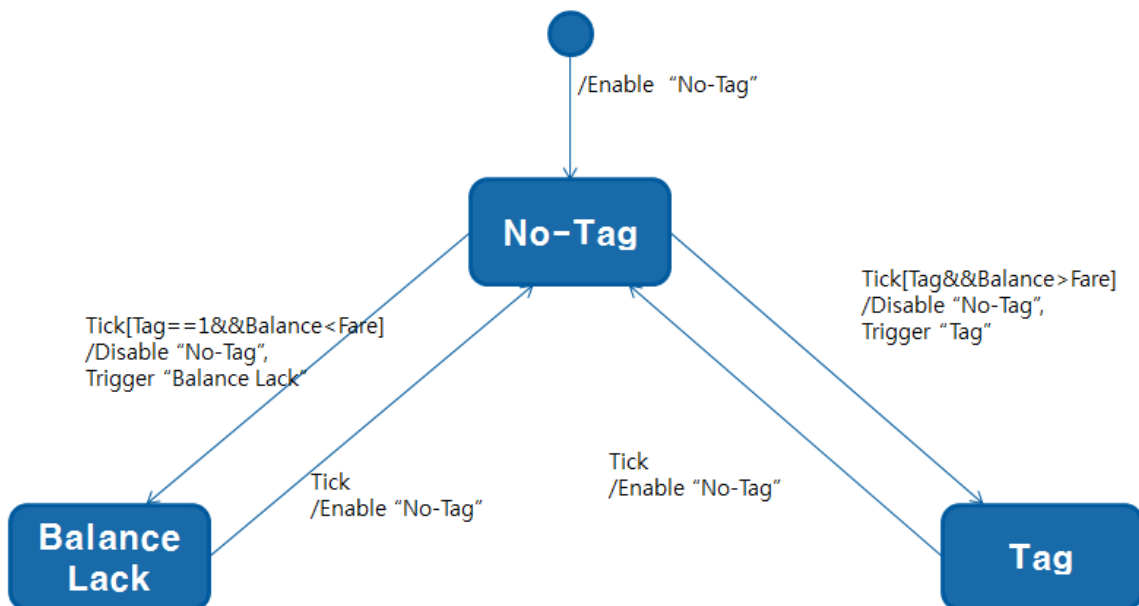 /Enable “No-Tag”
No-Tag
Tick[Tag==1&&Balance<Fare]
/Disable “No-Tag”,
Trigger “Balance Lack”
Tick[Tag&&Balance>Fare]
/Disable “No-Tag”,
Trigger “Tag”
Tick
/Enable “No-Tag”
Tick
/Enable “No-Tag”
Balance
Lack
Tag